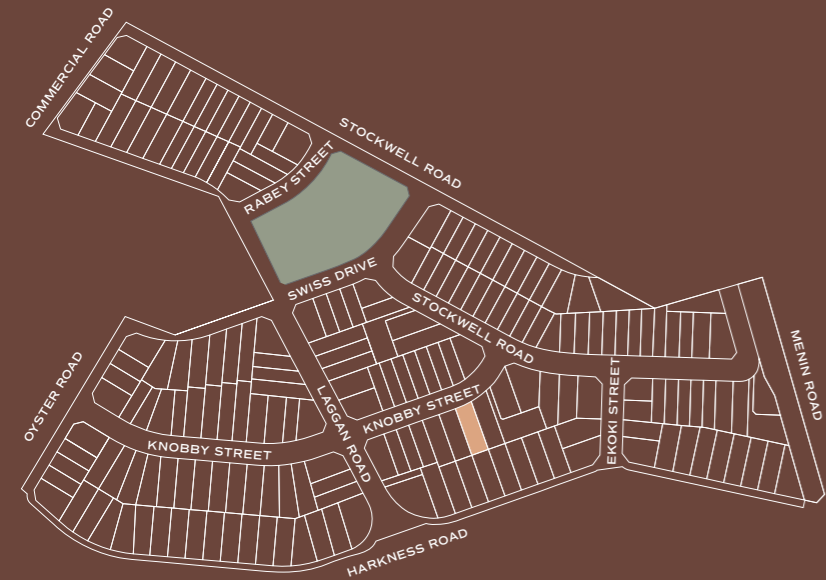 COMMERCIAL ROAD
STOCKWELL ROAD
RABEY STREET
SWISS DRIVE
STOCKWELL ROAD
MENIN ROAD
OYSTER ROAD
LAGGAN ROAD
KNOBBY STREET
EKOKI STREET
KNOBBY STREET
HARKNESS ROAD